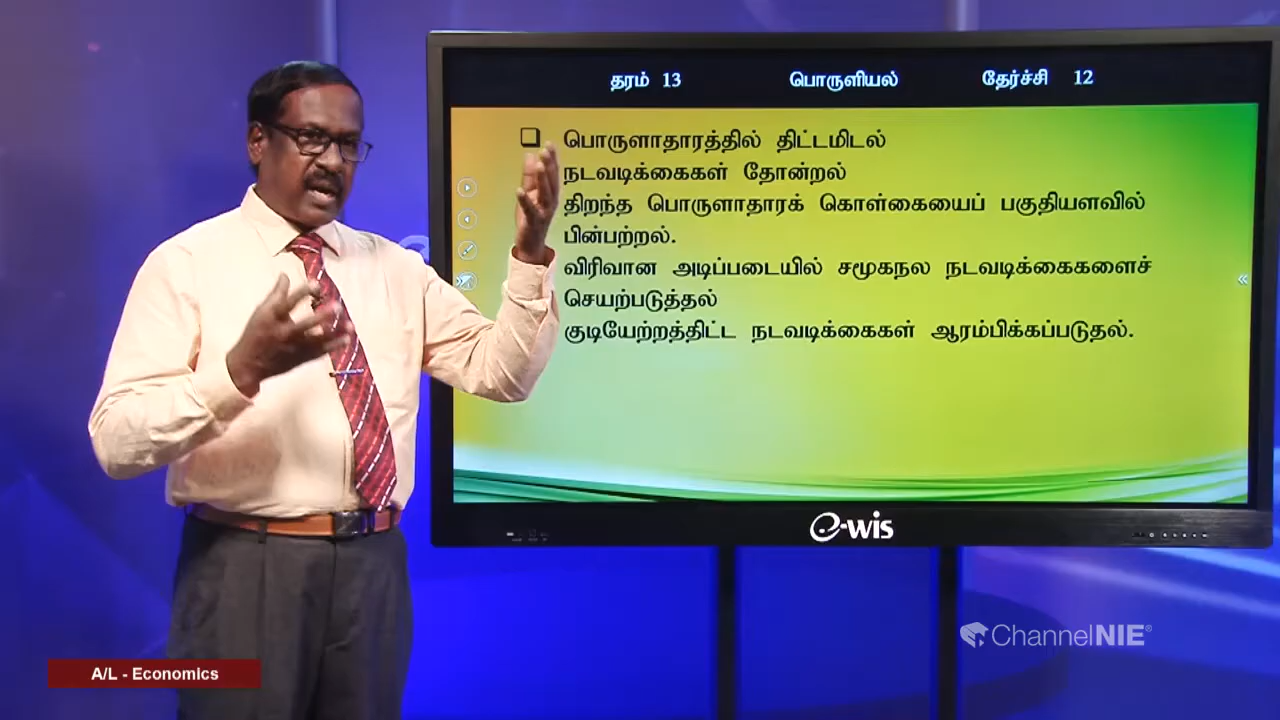 தரம் 13 பொருளியல் தேர்ச்சி 12
பொருளாதாரத்தில் திட்டமிடல்
நடவடிக்கைகள் தோன்றல்
திறந்த பொருளாதாரக் கொள்கையைப் பகுதியளவில்
பின்பற்றல்.
விரிவான அடிப்படையில் சமூகநல நடவடிக்கைகளைச்
செயற்படுத்தல்
குடியேற்றத்திட்ட நடவடிக்கைகள் ஆரம்பிக்கப்படுதல்.
e-wis
ChannelNIE®
A/L - Economics